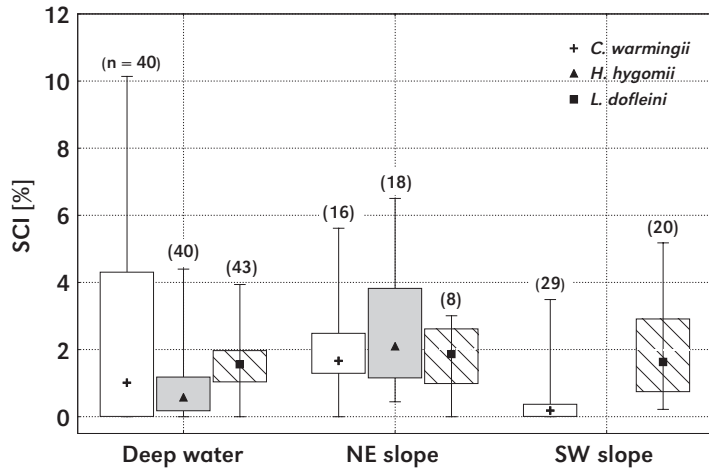 12
10
8
6
4
2
0
SCI [%]
C. warmingii
H. hygomii
L. dofleini
(n = 40)
(40)
(43)
(16)
(18)
(8)
(29)
(20)
Deep water
NE slope
SW slope